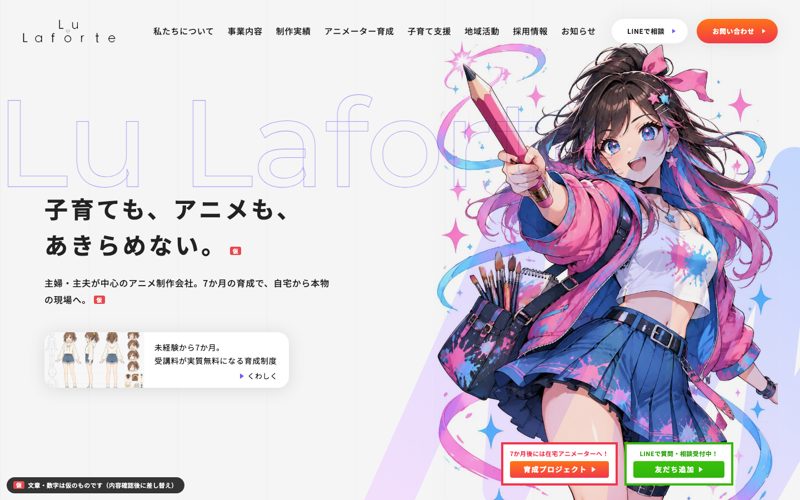 Lu
Laforte
私たちについて
事業内容
制作実績
アニメーター育成
子育て支援
地域活動
採用情報
お知らせ
LINEで相談
お問い合わせ
Lu Laforte
子育ても、アニメも、
あきらめない。 仮
主婦・主夫が中心のアニメ制作会社。7か月の育成で、自宅から本物
の現場へ。 仮
未経験から7か月。
受講料が実質無料になる育成制度
くわしく
7か月後には在宅アニメーターへ！
育成プロジェクト
LINEで質問・相談受付中！
友だち追加
仮 文章・数字は仮のものです（内容確認後に差し替え）